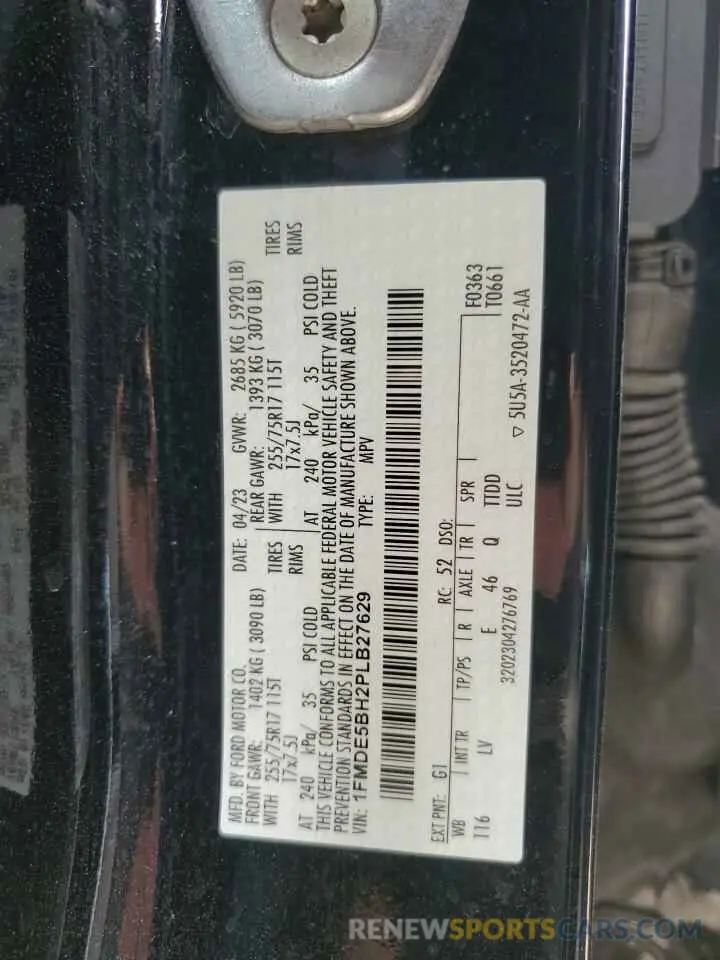 MFD. BY FORD MOTOR CO.
DATE: 04/23 GVWR: 2685 KG ( 5920 LB)
FRONT GAWR: 1402 KG ( 3090 LB) REAR GAWR: 1393 KG ( 3070 LB)
WITH 255/75R17 115T TIRES WITH 255/75R17 115T TIRES
17x7.5J RIMS 17x7.5J RIMS
AT 240 kPa/ 35 PSI COLD AT 240 kPa/ 35 PSI COLD
THIS VEHICLE CONFORMS TO ALL APPLICABLE FEDERAL MOTOR VEHICLE SAFETY AND THEFT
PREVENTION STANDARDS IN EFFECT ON THE DATE OF MANUFACTURE SHOWN ABOVE.
VIN: 1FMDE5BH2PLB27629 TYPE: MPV
EXT PNT: G1 RC: 52 DSO: F0363
WB INT TR TP/PS R AXLE TR SPR T0661
116 LV E 46 Q TTDD
3202304276769 ULC ▽ 5U5A-3520472-AA
RENEWSPORTSCARS.COM